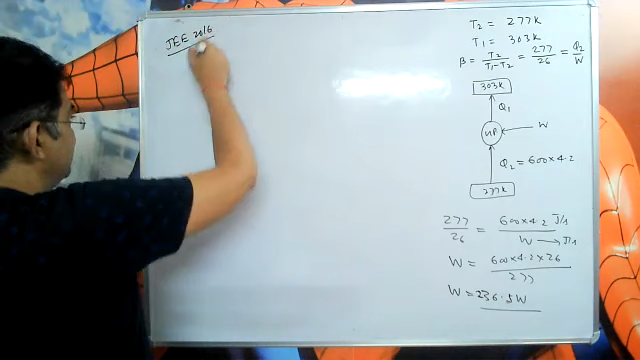 JEE 2016
T₂ = 277K
T₁ = 303K
β = T₂/(T₁-T₂) = 277/26 = Q₂/W
303K
Q₁
HP
W
Q₂ = 600×4.2
277K
277/26 = 600×4.2 J/s / W → J/s
W = 600×4.2×26 / 277
W = 236.5W